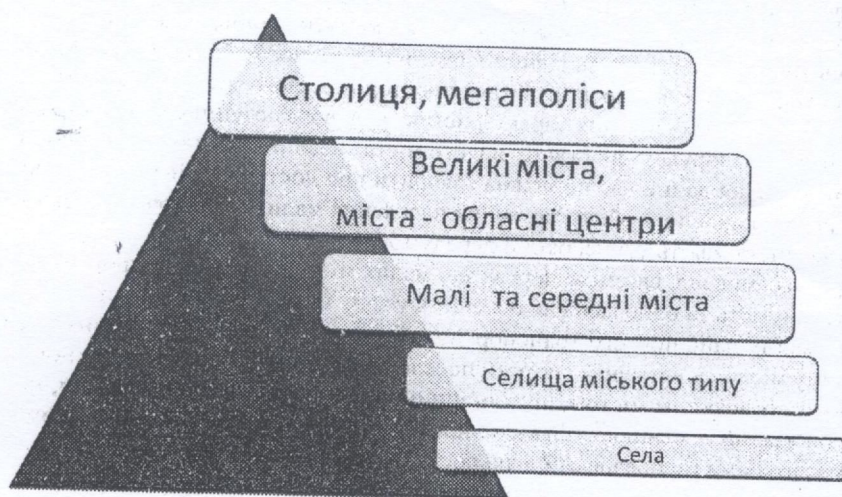 Столиця, мегаполіси
Великі міста,
міста - обласні центри
Малі та середні міста
Селища міського типу
Села